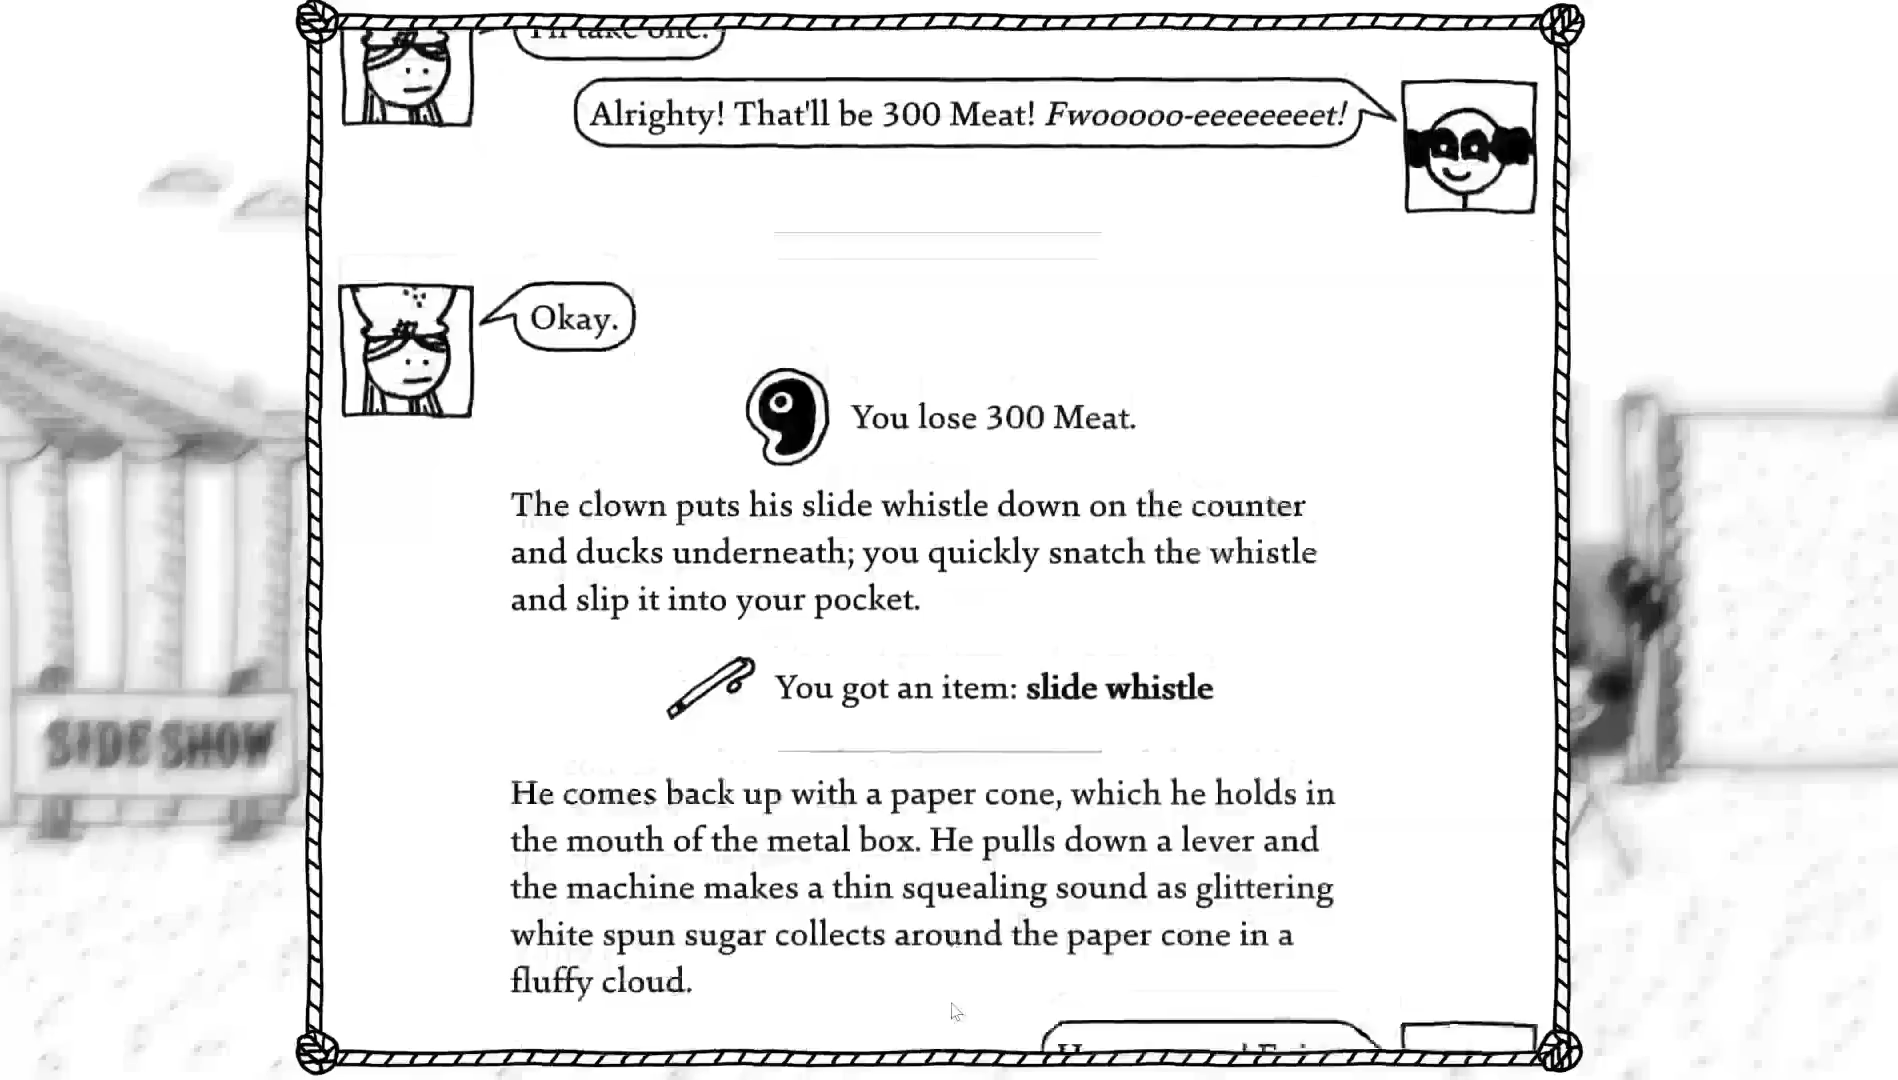 I'll take one.
Alrighty! That'll be 300 Meat! Fwooooo-eeeeeeeet!
Okay.
You lose 300 Meat.
The clown puts his slide whistle down on the counter
and ducks underneath; you quickly snatch the whistle
and slip it into your pocket.
You got an item: slide whistle
SIDE SHOW
He comes back up with a paper cone, which he holds in
the mouth of the metal box. He pulls down a lever and
the machine makes a thin squealing sound as glittering
white spun sugar collects around the paper cone in a
fluffy cloud.